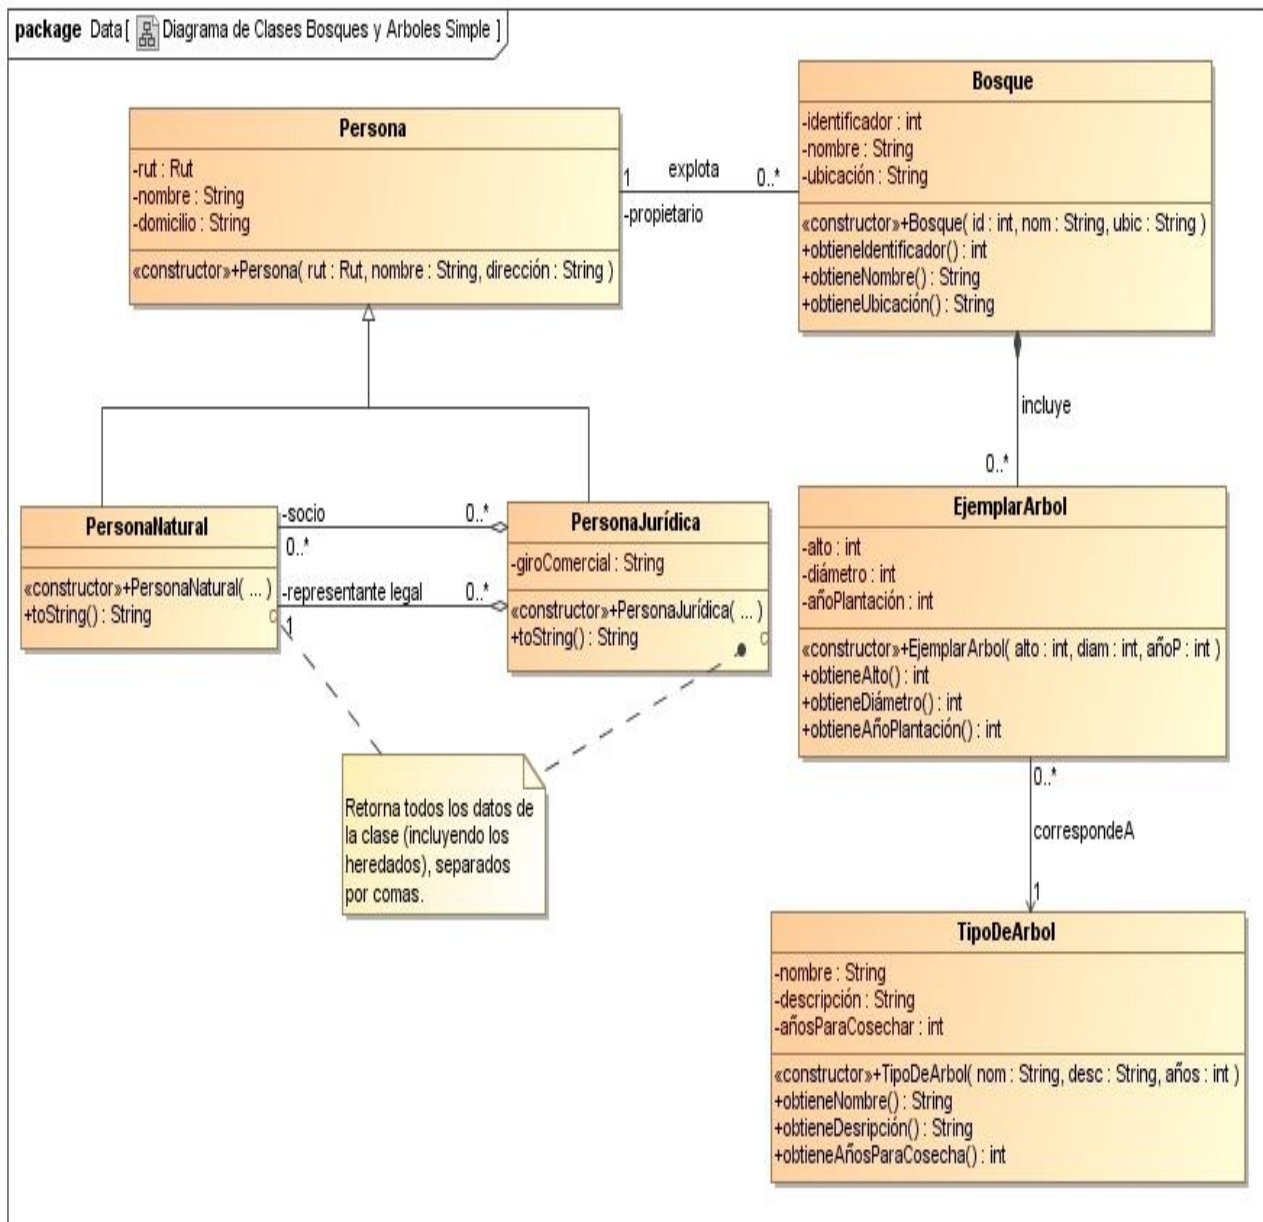 package Data [ Diagrama de Clases Bosques y Arboles Simple ]
Persona
-rut : Rut
-nombre : String
-domicilio : String
«constructor»+Persona( rut : Rut, nombre : String, dirección : String )
1
explota
0..*
-propietario
Bosque
-identificador : int
-nombre : String
-ubicación : String
«constructor»+Bosque( id : int, nom : String, ubic : String )
+obtieneIdentificador() : int
+obtieneNombre() : String
+obtieneUbicación() : String
incluye
0..*
PersonaNatural
«constructor»+PersonaNatural( ... )
+toString() : String
-socio
0..*
0..*
-representante legal
0..*
1
PersonaJurídica
-giroComercial : String
«constructor»+PersonaJurídica( ... )
+toString() : String
EjemplarArbol
-alto : int
-diámetro : int
-añoPlantación : int
«constructor»+EjemplarArbol( alto : int, diam : int, añoP : int )
+obtieneAlto() : int
+obtieneDiámetro() : int
+obtieneAñoPlantación() : int
Retorna todos los datos de
la clase (incluyendo los
heredados), separados
por comas.
0..*
correspondeA
1
TipoDeArbol
-nombre : String
-descripción : String
-añosParaCosechar : int
«constructor»+TipoDeArbol( nom : String, desc : String, años : int )
+obtieneNombre() : String
+obtieneDesripción() : String
+obtieneAñosParaCosecha() : int